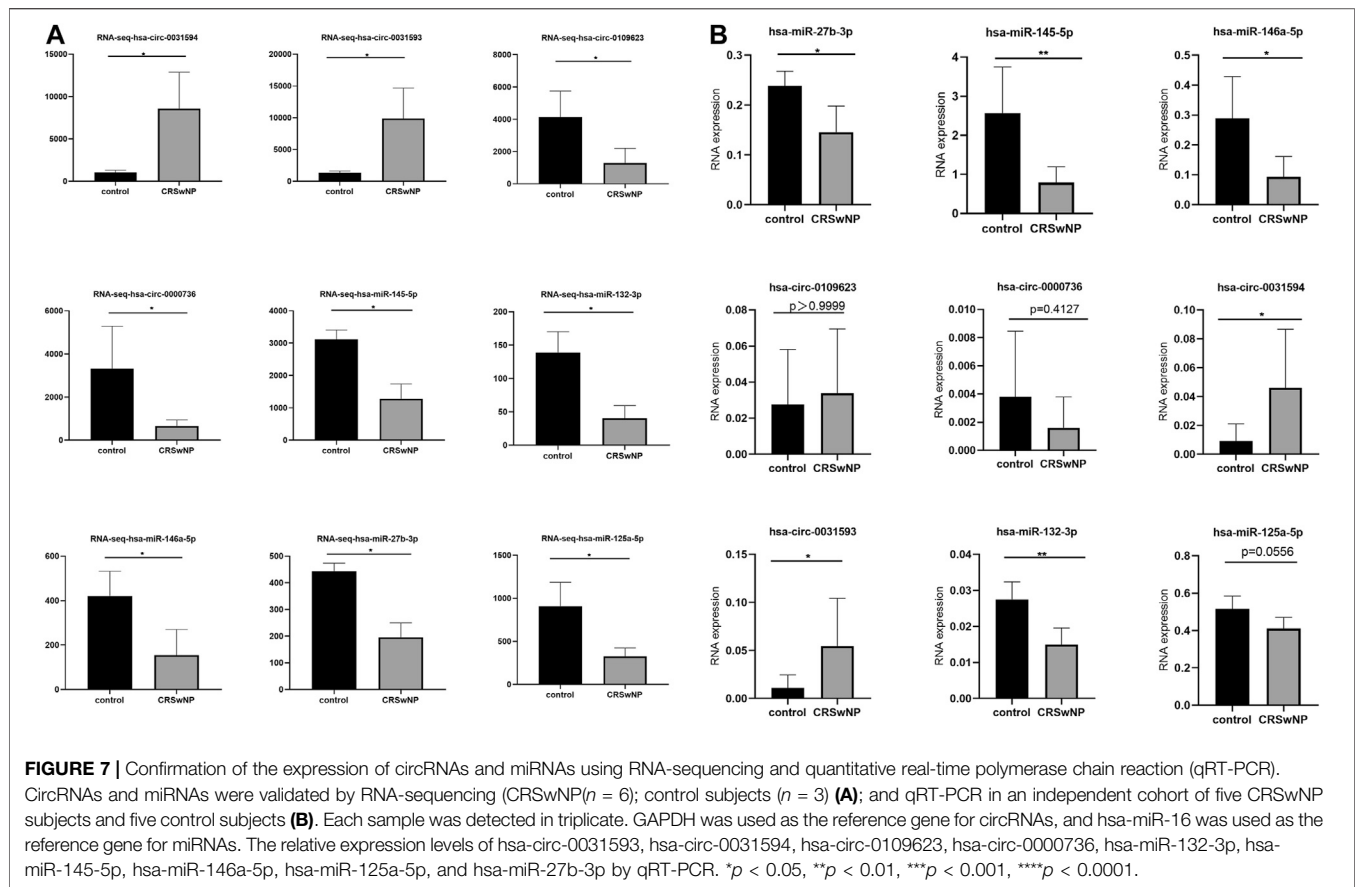 A
RNA-seq-hsa-circ-0031594
*
15000
10000
5000
0
control CRSwNP
RNA-seq-hsa-circ-0031593
*
20000
15000
10000
5000
0
control CRSwNP
RNA-seq-hsa-circ-0109623
*
8000
6000
4000
2000
0
control CRSwNP
RNA-seq-hsa-circ-0000736
*
6000
4000
2000
0
control CRSwNP
RNA-seq-hsa-miR-145-5p
*
4000
3000
2000
1000
0
control CRSwNP
RNA-seq-hsa-miR-132-3p
*
200
150
100
50
0
control CRSwNP
RNA-seq-hsa-miR-146a-5p
*
600
400
200
0
control CRSwNP
RNA-seq-hsa-miR-27b-3p
*
500
400
300
200
100
0
control CRSwNP
RNA-seq-hsa-miR-125a-5p
*
1500
1000
500
0
control CRSwNP
B
hsa-miR-27b-3p
*
RNA expression
0.3
0.2
0.1
0.0
control CRSwNP
hsa-miR-145-5p
**
RNA expression
4
3
2
1
0
control CRSwNP
hsa-miR-146a-5p
*
RNA expression
0.5
0.4
0.3
0.2
0.1
0.0
control CRSwNP
hsa-circ-0109623
p>0.9999
RNA expression
0.08
0.06
0.04
0.02
0.00
control CRSwNP
hsa-circ-0000736
p=0.4127
RNA expression
0.010
0.008
0.006
0.004
0.002
0.000
control CRSwNP
hsa-circ-0031594
*
RNA expression
0.10
0.08
0.06
0.04
0.02
0.00
control CRSwNP
hsa-circ-0031593
*
RNA expression
0.15
0.10
0.05
0.00
control CRSwNP
hsa-miR-132-3p
**
RNA expression
0.04
0.03
0.02
0.01
0.00
control CRSwNP
hsa-miR-125a-5p
p=0.0556
RNA expression
0.8
0.6
0.4
0.2
0.0
control CRSwNP
FIGURE 7 | Confirmation of the expression of circRNAs and miRNAs using RNA-sequencing and quantitative real-time polymerase chain reaction (qRT-PCR).
CircRNAs and miRNAs were validated by RNA-sequencing (CRSwNP(n = 6); control subjects (n = 3) (A); and qRT-PCR in an independent cohort of five CRSwNP
subjects and five control subjects (B). Each sample was detected in triplicate. GAPDH was used as the reference gene for circRNAs, and hsa-miR-16 was used as the
reference gene for miRNAs. The relative expression levels of hsa-circ-0031593, hsa-circ-0031594, hsa-circ-0109623, hsa-circ-0000736, hsa-miR-132-3p, hsa-
miR-145-5p, hsa-miR-146a-5p, hsa-miR-125a-5p, and hsa-miR-27b-3p by qRT-PCR. *p < 0.05, **p < 0.01, ***p < 0.001, ****p < 0.0001.